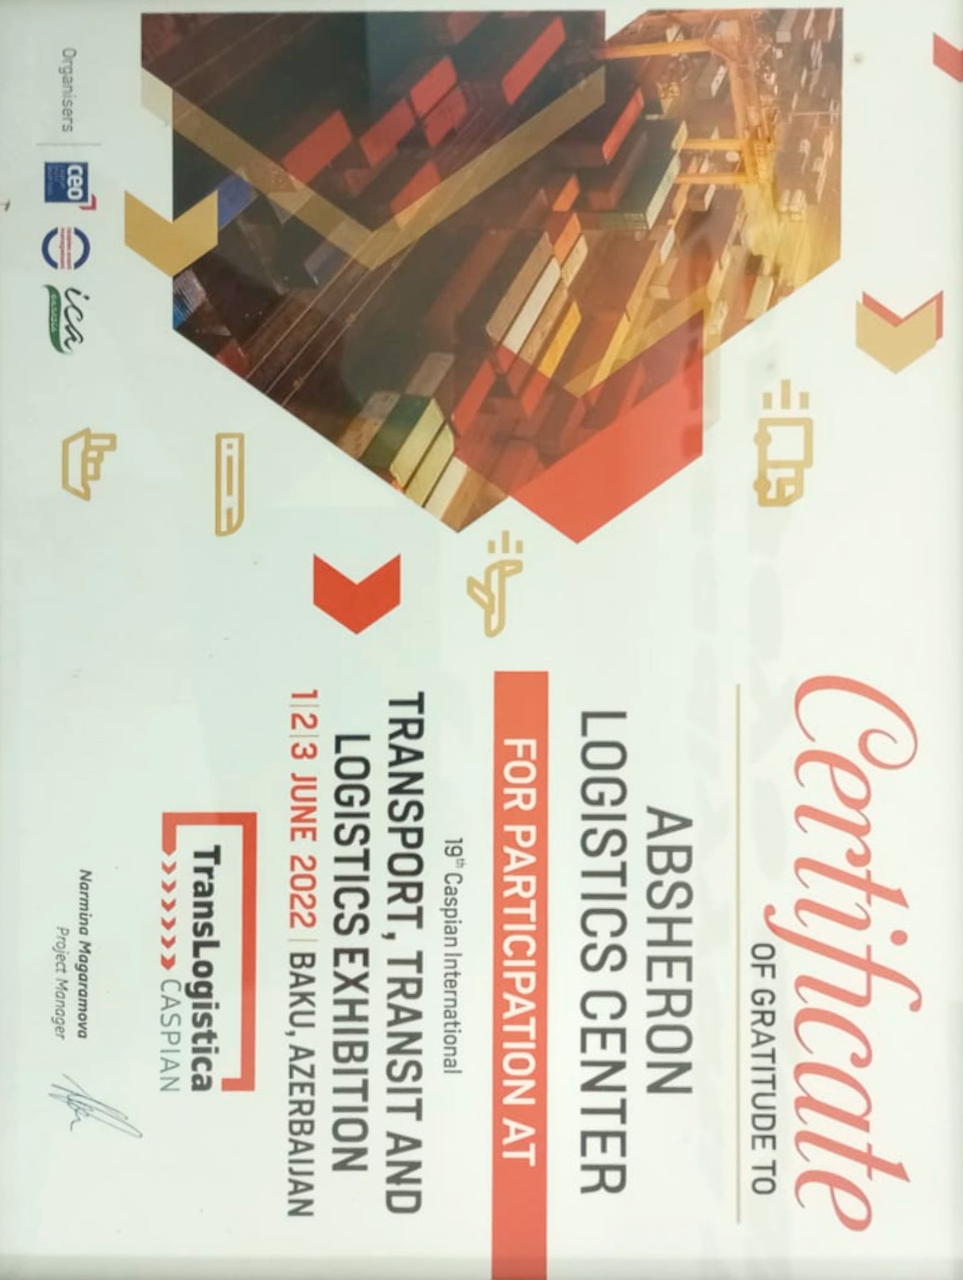 Certificate
OF GRATITUDE TO
ABSHERON
LOGISTICS CENTER
FOR PARTICIPATION AT
19th Caspian International
TRANSPORT, TRANSIT AND
LOGISTICS EXHIBITION
1|2|3 JUNE 2022 | BAKU, AZERBAIJAN
TransLogistica
CASPIAN
Narmina Magaramova
Project Manager
Organisers
ceo
ica